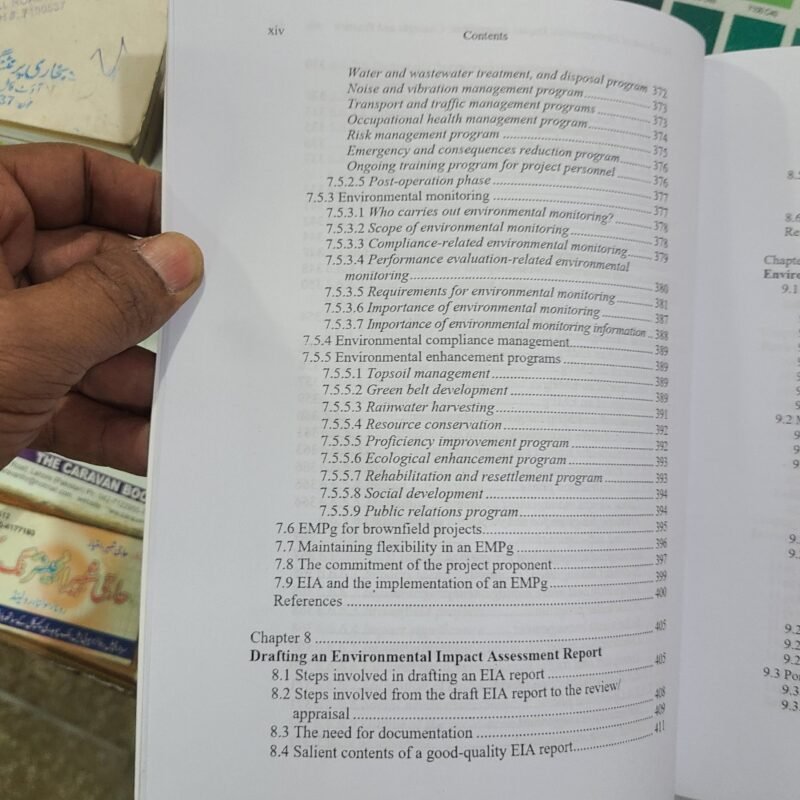 xiv
Contents
Water and wastewater treatment, and disposal program 372
Noise and vibration management program 373
Transport and traffic management programs 373
Occupational health management program 374
Risk management program 375
Emergency and consequences reduction program 376
Ongoing training program for project personnel 376
7.5.2.5 Post-operation phase 377
7.5.3 Environmental monitoring 377
7.5.3.1 Who carries out environmental monitoring? 378
7.5.3.2 Scope of environmental monitoring 378
7.5.3.3 Compliance-related environmental monitoring 379
7.5.3.4 Performance evaluation-related environmental
monitoring 380
7.5.3.5 Requirements for environmental monitoring 381
7.5.3.6 Importance of environmental monitoring 387
7.5.3.7 Importance of environmental monitoring information 388
7.5.4 Environmental compliance management 389
7.5.5 Environmental enhancement programs 389
7.5.5.1 Topsoil management 389
7.5.5.2 Green belt development 389
7.5.5.3 Rainwater harvesting 391
7.5.5.4 Resource conservation 392
7.5.5.5 Proficiency improvement program 392
7.5.5.6 Ecological enhancement program 393
7.5.5.7 Rehabilitation and resettlement program 393
7.5.5.8 Social development 394
7.5.5.9 Public relations program 394
7.6 EMPg for brownfield projects 395
7.7 Maintaining flexibility in an EMPg 396
7.8 The commitment of the project proponent 397
7.9 EIA and the implementation of an EMPg 399
References 400
Chapter 8 405
Drafting an Environmental Impact Assessment Report
8.1 Steps involved in drafting an EIA report 405
8.2 Steps involved from the draft EIA report to the review/
appraisal 408
8.3 The need for documentation 409
8.4 Salient contents of a good-quality EIA report 411
8.6
9.1
9.2
9.3
9.3
THE CARAVAN BOO